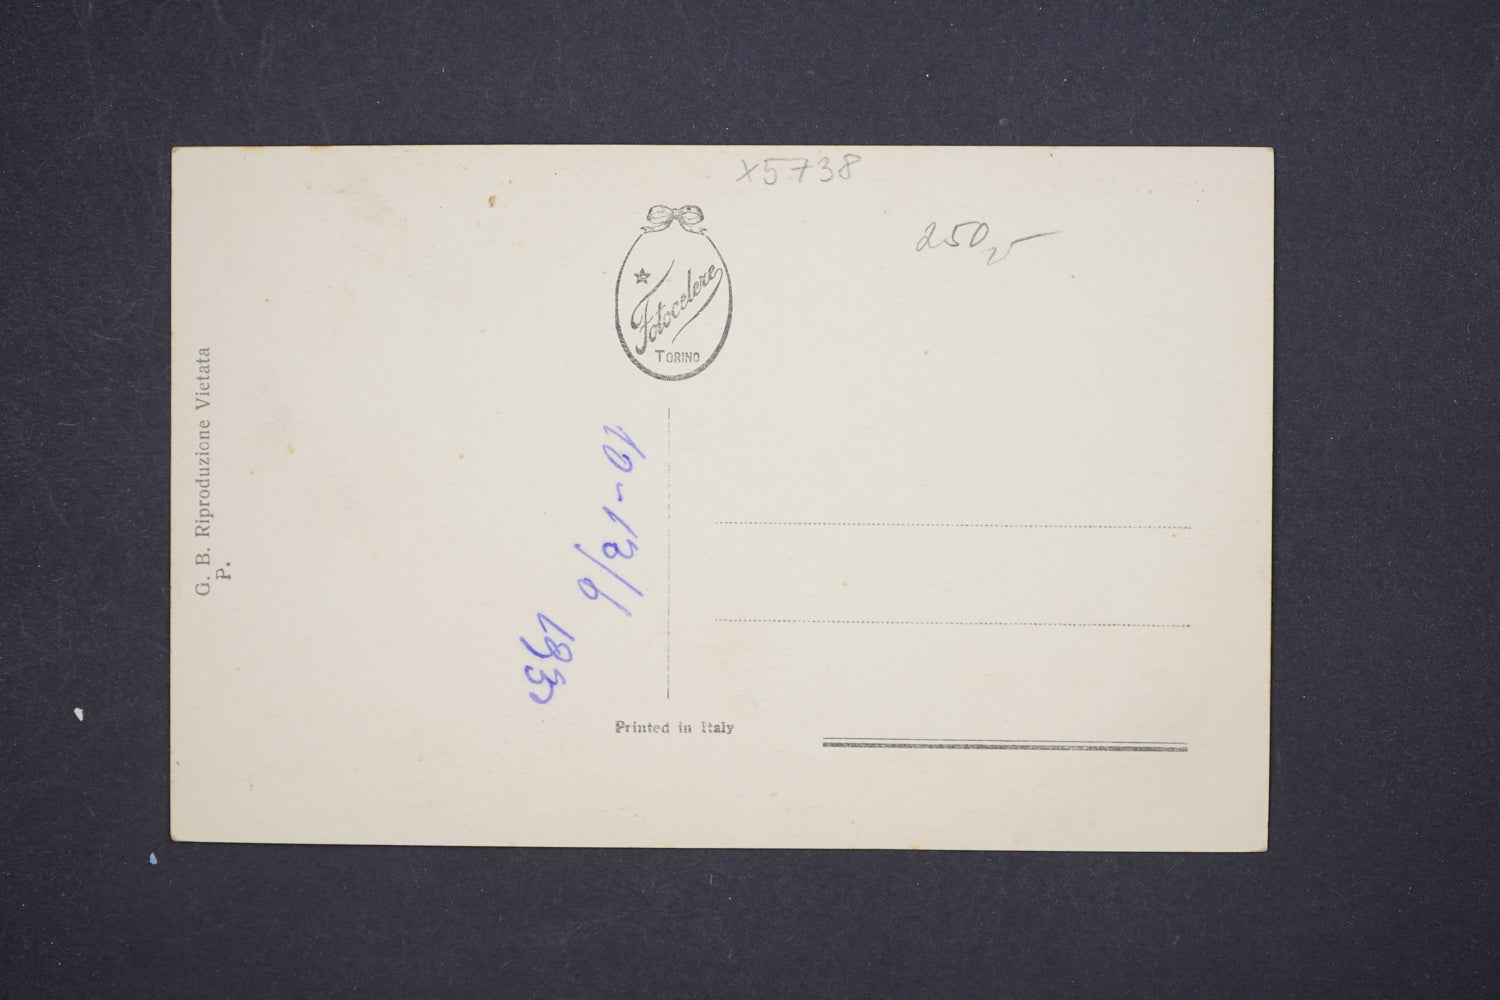 X5738
250,-
Fotocelere
TORINO
G. B. Riproduzione Vietata
P.
Printed in Italy